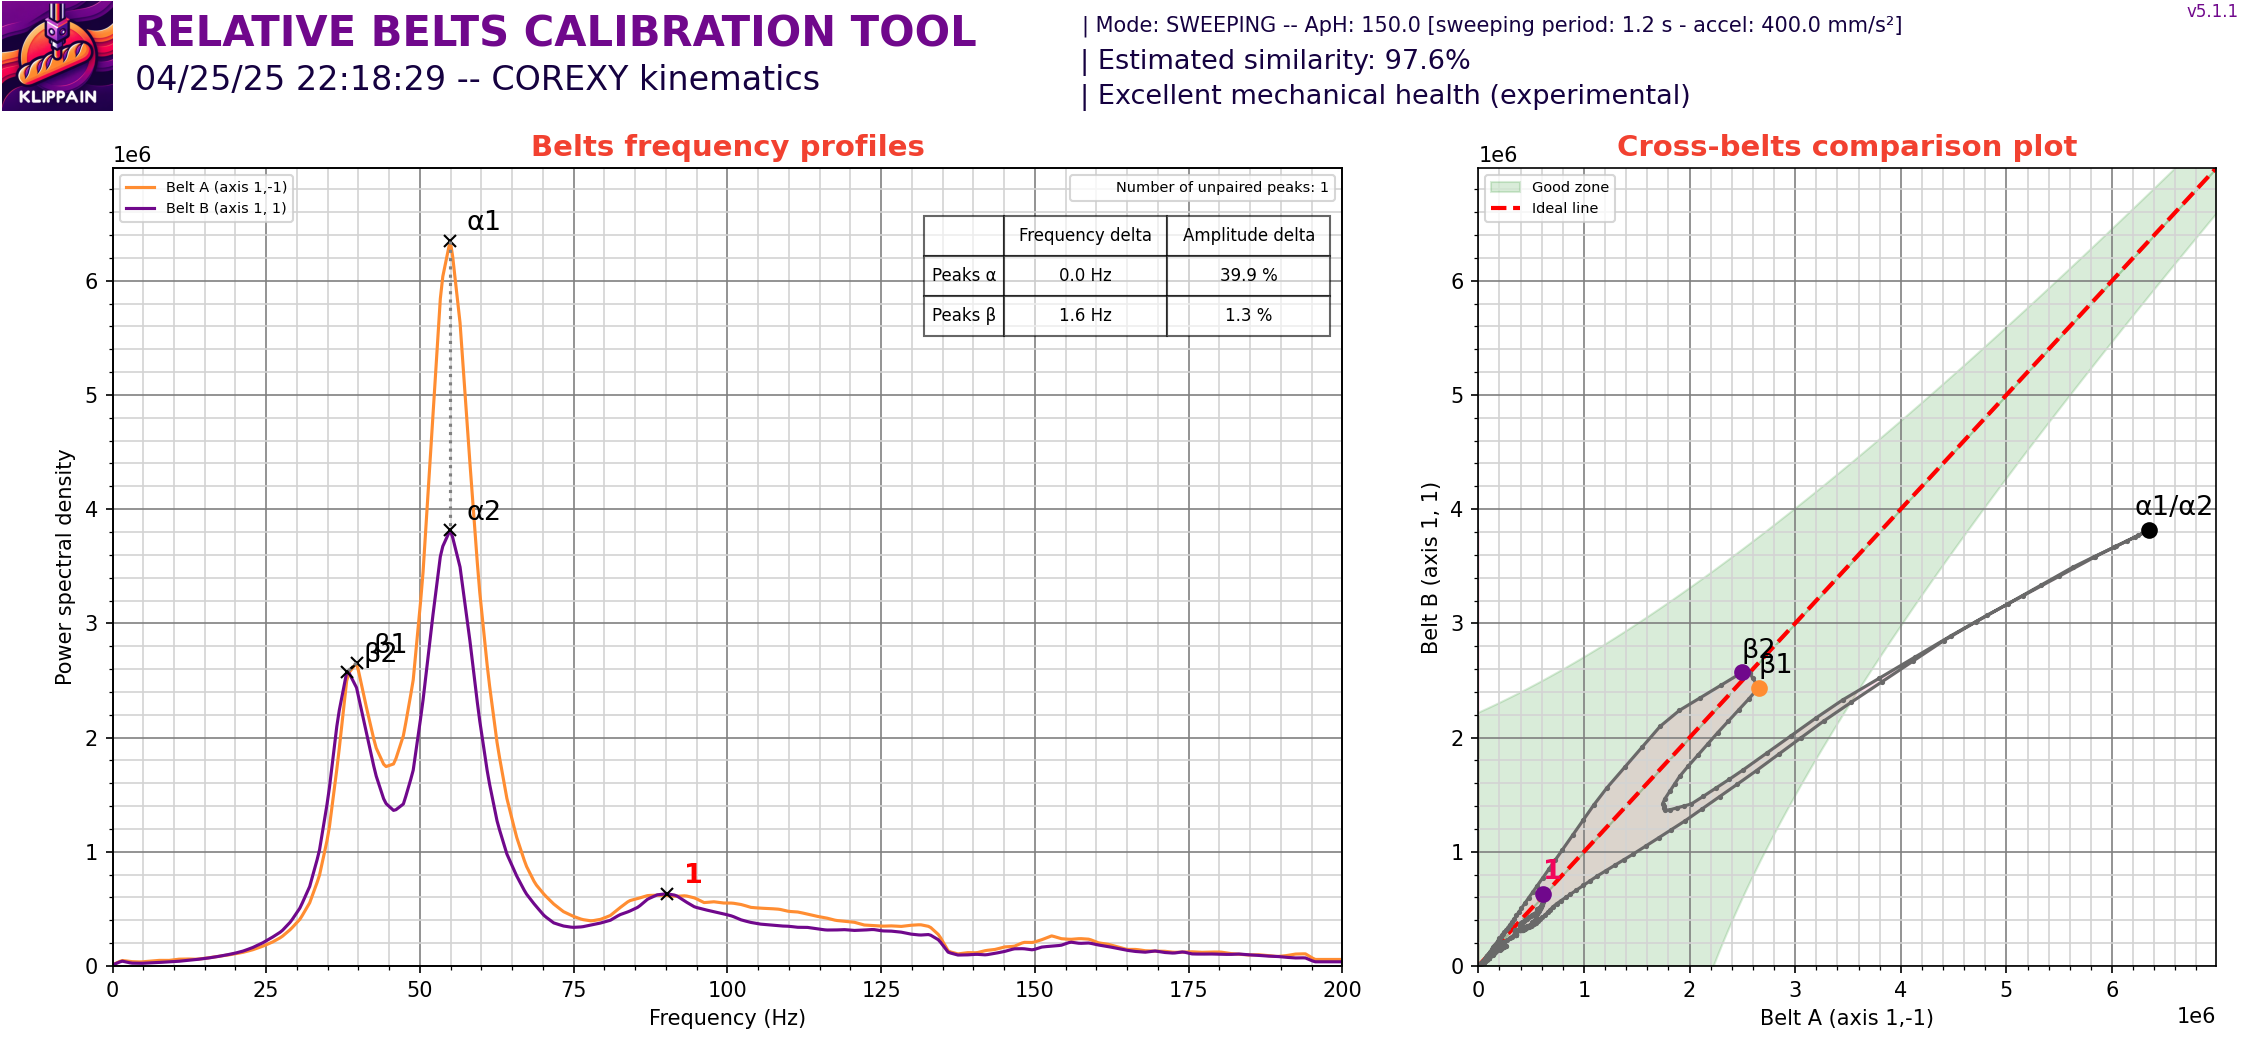 KLIPPAIN
RELATIVE BELTS CALIBRATION TOOL
04/25/25 22:18:29 -- COREXY kinematics
| Mode: SWEEPING -- ApH: 150.0 [sweeping period: 1.2 s - accel: 400.0 mm/s²]
| Estimated similarity: 97.6%
| Excellent mechanical health (experimental)
v5.1.1
Belts frequency profiles
1e6
Belt A (axis 1,-1)
Belt B (axis 1, 1)
Number of unpaired peaks: 1
Frequency delta Amplitude delta
Peaks α 0.0 Hz 39.9 %
Peaks β 1.6 Hz 1.3 %
α1
α2
β1
β2
1
6
5
4
3
2
1
0
Power spectral density
0 25 50 75 100 125 150 175 200
Frequency (Hz)
Cross-belts comparison plot
1e6
Good zone
Ideal line
α1/α2
β2
β1
1
6
5
4
3
2
1
0
Belt B (axis 1, 1)
0 1 2 3 4 5 6
Belt A (axis 1,-1)
1e6